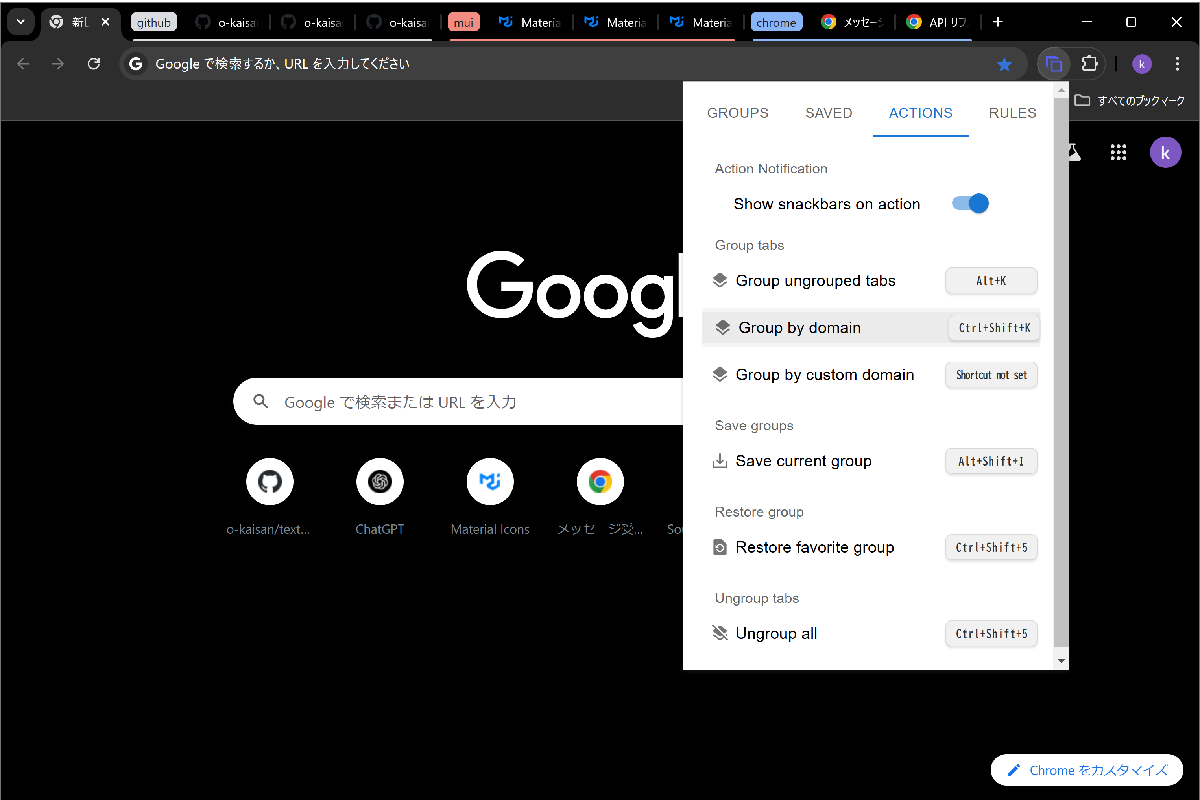 新し
github
o-kaisan
o-kaisa
o-kaisan
mui
Materia
Materia
Materia
chrome
メッセージ
API リフ
Google で検索するか、URL を入力してください
k
すべてのブックマーク
k
GROUPS
SAVED
ACTIONS
RULES
Action Notification
Show snackbars on action
Group tabs
Group ungrouped tabs
Alt+K
Group by domain
Ctrl+Shift+K
Group by custom domain
Shortcut not set
Save groups
Save current group
Alt+Shift+I
Restore group
Restore favorite group
Ctrl+Shift+5
Ungroup tabs
Ungroup all
Ctrl+Shift+5
Googl
Google で検索または URL を入力
o-kaisan/text...
ChatGPT
Material Icons
メッセージ受...
Sou
Chrome をカスタマイズ